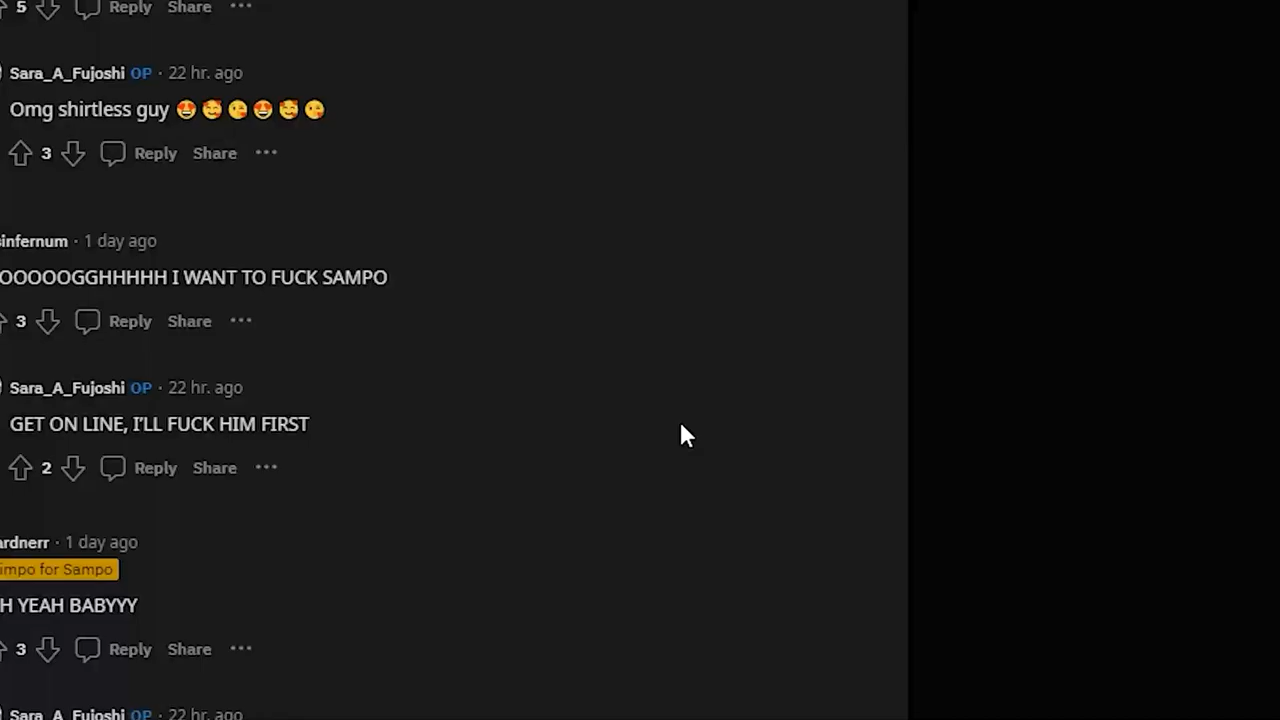 5 Reply Share •••
Sara_A_Fujoshi OP · 22 hr. ago
Omg shirtless guy 😍 🥰 😘 😍 🥰 😘
3 Reply Share •••
infernum · 1 day ago
OOOOOGGHHHHH I WANT TO FUCK SAMPO
3 Reply Share •••
Sara_A_Fujoshi OP · 22 hr. ago
GET ON LINE, I'LL FUCK HIM FIRST
2 Reply Share •••
ardnerr · 1 day ago
impo for Sampo
H YEAH BABYYY
3 Reply Share •••
Sara_A_Fujoshi OP · 22 hr. ago